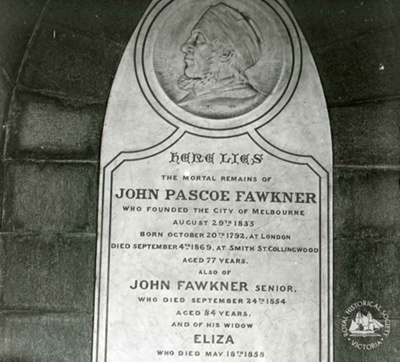 HERE LIES
THE MORTAL REMAINS OF
JOHN PASCOE FAWKNER
WHO FOUNDED THE CITY OF MELBOURNE
AUGUST 29TH 1835
BORN OCTOBER 20TH 1792, AT LONDON
DIED SEPTEMBER 4TH 1869, AT SMITH ST. COLLINGWOOD
AGED 77 YEARS.
ALSO OF
JOHN FAWKNER SENIOR,
WHO DIED SEPTEMBER 24TH 1854
AGED 84 YEARS,
AND OF HIS WIDOW
ELIZA
WHO DIED MAY 18TH 1858
ROYAL HISTORICAL SOCIETY
VICTORIA